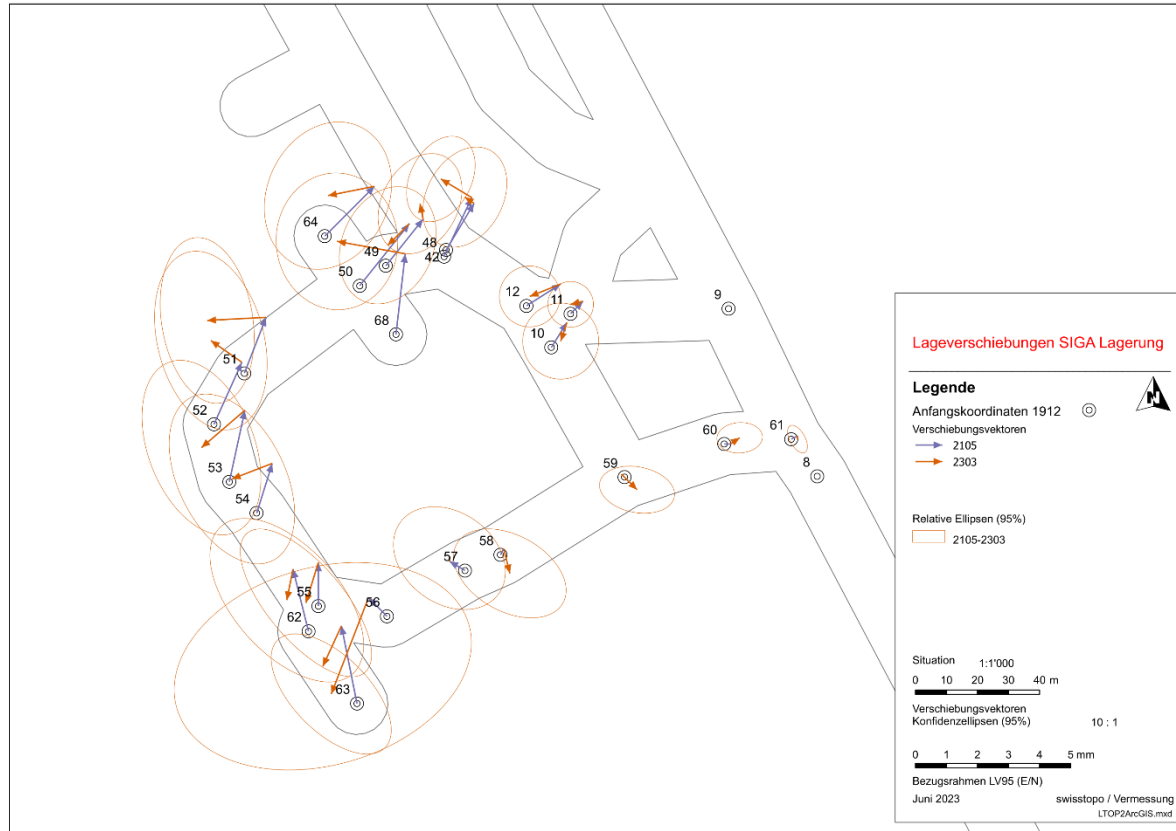 64
49
48
42
50
12
11
9
68
10
51
52
60
61
59
8
53
54
58
57
55
56
62
63
Lageverschiebungen SIGA Lagerung
Legende
N
Anfangskoordinaten 1912
Verschiebungsvektoren
2105
2303
Relative Ellipsen (95%)
2105-2303
Situation 1:1'000
0 10 20 30 40 m
Verschiebungsvektoren
Konfidenzellipsen (95%) 10 : 1
0 1 2 3 4 5 mm
Bezugsrahmen LV95 (E/N)
Juni 2023 swisstopo / Vermessung
LTOP2ArcGIS.mxd